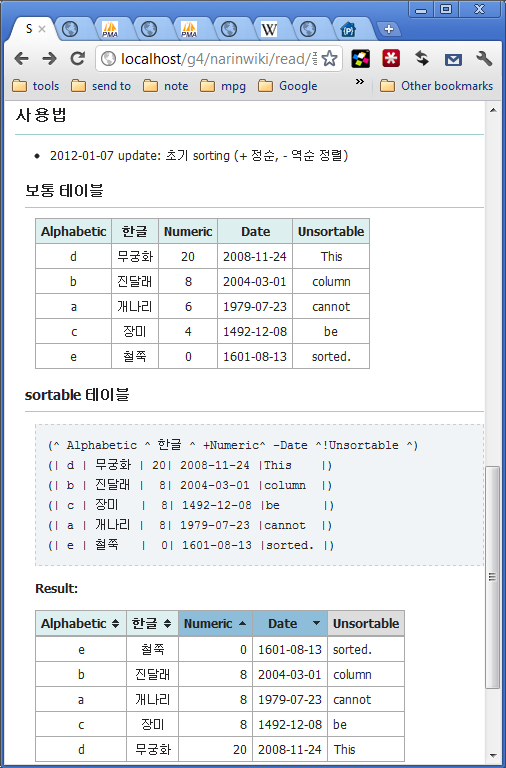 S
PMA
PMA
W
(P)
localhost/g4/narinwiki/read/
tools send to note mpg Google » Other bookmarks
사용법
• 2012-01-07 update: 초기 sorting (+ 정순, - 역순 정렬)
보통 테이블
Alphabetic 한글 Numeric Date Unsortable
d 무궁화 20 2008-11-24 This
b 진달래 8 2004-03-01 column
a 개나리 6 1979-07-23 cannot
c 장미 4 1492-12-08 be
e 철쭉 0 1601-08-13 sorted.
sortable 테이블
(^ Alphabetic ^ 한글 ^ +Numeric^ -Date ^!Unsortable ^)
(| d | 무궁화 | 20| 2008-11-24 |This |)
(| b | 진달래 | 8| 2004-03-01 |column |)
(| c | 장미 | 8| 1492-12-08 |be |)
(| a | 개나리 | 8| 1979-07-23 |cannot |)
(| e | 철쭉 | 0| 1601-08-13 |sorted. |)
Result:
Alphabetic 한글 Numeric Date Unsortable
e 철쭉 0 1601-08-13 sorted.
b 진달래 8 2004-03-01 column
a 개나리 8 1979-07-23 cannot
c 장미 8 1492-12-08 be
d 무궁화 20 2008-11-24 This